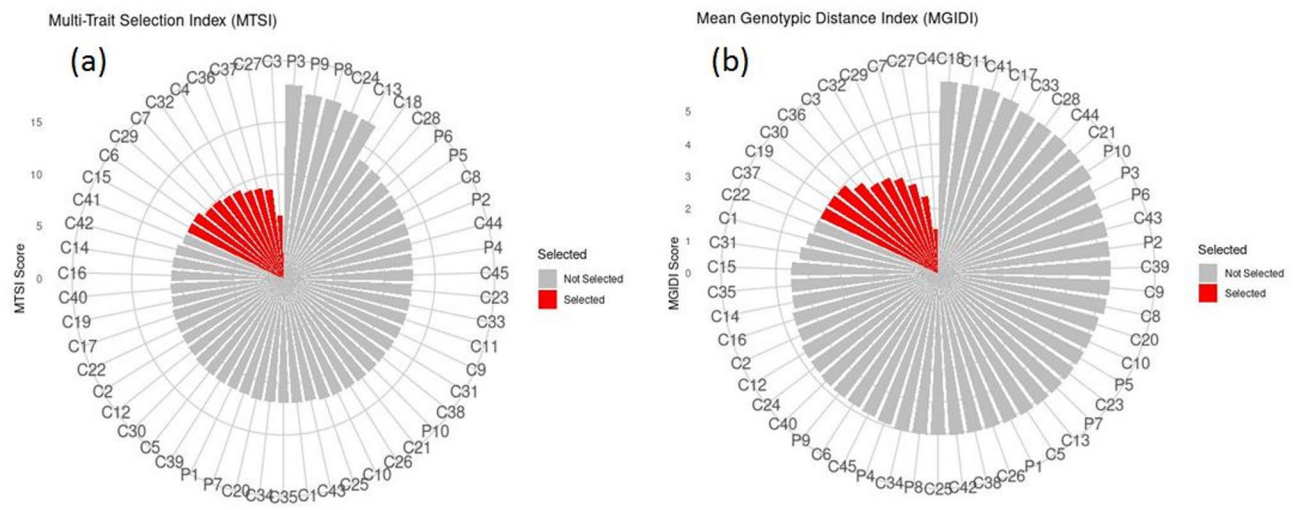 Multi-Trait Selection Index (MTSI)
(a)
P3
P9
P8
C24
C13
C18
C28
P6
P5
C8
P2
C44
P4
C45
C23
C33
C11
C9
C31
C38
P10
C21
C26
C10
C25
C43
C1
C35
C34
C20
P7
P1
C39
C5
C30
C12
C2
C22
C17
C19
C40
C16
C14
C42
C41
C15
C6
C29
C7
C32
C4
C36
C37
C27
C3
15
10
5
0
MTSI Score
Selected
Not Selected
Selected
Mean Genotypic Distance Index (MGIDI)
(b)
C18
C11
C41
C17
C33
C28
C44
C21
P10
P3
P6
C43
P2
C39
C9
C8
C20
C10
P5
C23
P7
C13
C5
P1
C26
C38
C42
C25
P8
C34
P4
C45
C6
P9
C40
C24
C12
C2
C16
C14
C35
C15
C31
C1
C22
C37
C19
C30
C36
C3
C32
C29
C7
C27
C4
5
4
3
2
1
0
MGIDI Score
Selected
Not Selected
Selected